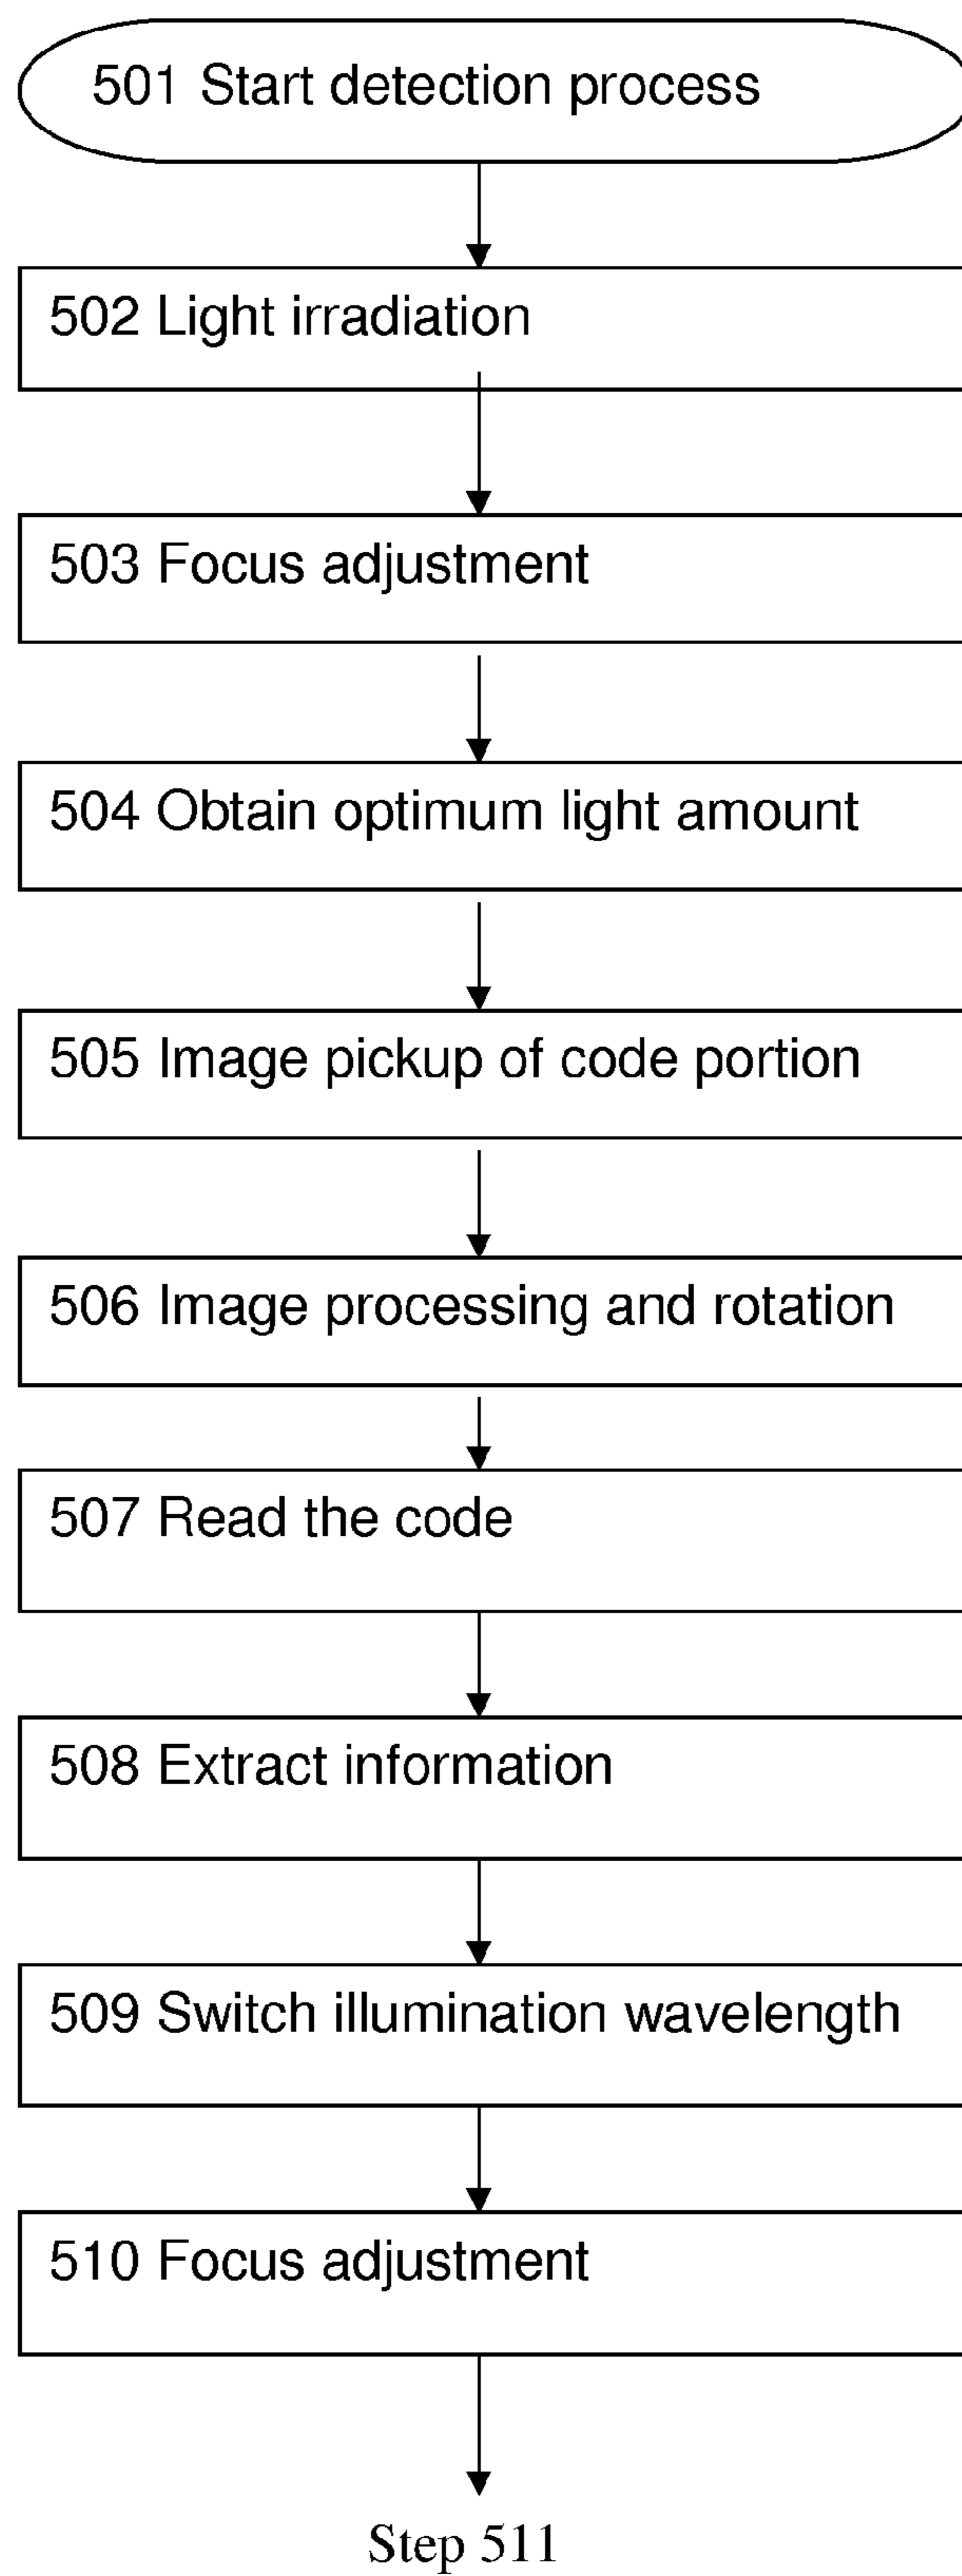 501 Start detection process
502 Light irradiation
503 Focus adjustment
504 Obtain optimum light amount
505 Image pickup of code portion
506 Image processing and rotation
507 Read the code
508 Extract information
509 Switch illumination wavelength
510 Focus adjustment
Step 511